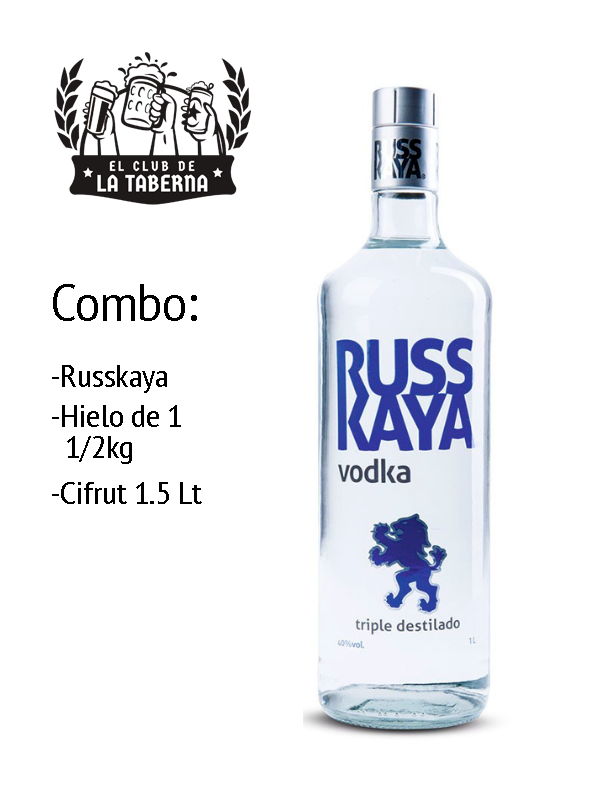 EL CLUB DE
LA TABERNA
Combo:
-Russkaya
-Hielo de 1
1/2kg
-Cifrut 1.5 Lt
RUSS
KAYA
RUSS
KAYA
vodka
triple destilado
40%vol.
1L